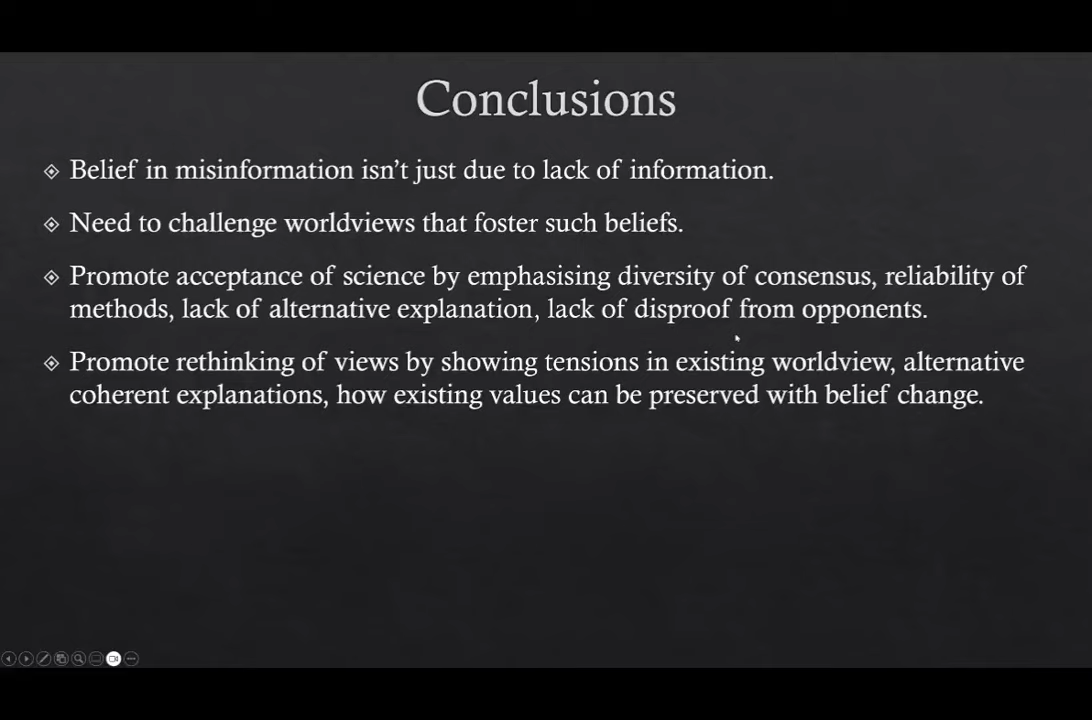 Conclusions
Belief in misinformation isn’t just due to lack of information.
Need to challenge worldviews that foster such beliefs.
Promote acceptance of science by emphasising diversity of consensus, reliability of
methods, lack of alternative explanation, lack of disproof from opponents.
Promote rethinking of views by showing tensions in existing worldview, alternative
coherent explanations, how existing values can be preserved with belief change.